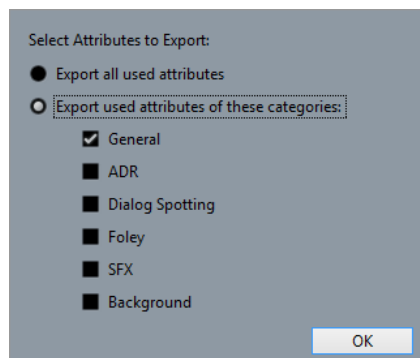 Select Attributes to Export:
Export all used attributes
Export used attributes of these categories:
General
ADR
Dialog Spotting
Foley
SFX
Background
OK